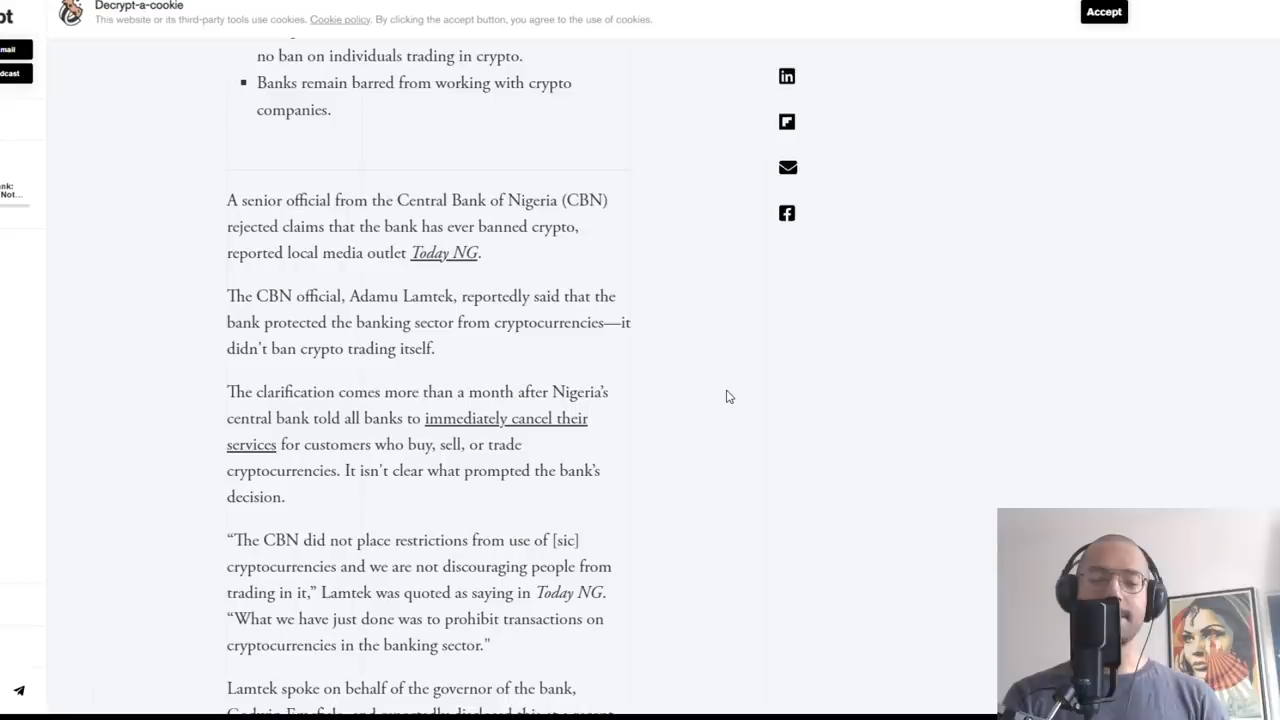 pt
Decrypt-a-cookie
This website or its third-party tools use cookies. Cookie policy. By clicking the accept button, you agree to the use of cookies.
Accept
mail
dcast
nk:
Not...
no ban on individuals trading in crypto.
▪ Banks remain barred from working with crypto
companies.
A senior official from the Central Bank of Nigeria (CBN)
rejected claims that the bank has ever banned crypto,
reported local media outlet Today NG.
The CBN official, Adamu Lamtek, reportedly said that the
bank protected the banking sector from cryptocurrencies—it
didn't ban crypto trading itself.
The clarification comes more than a month after Nigeria’s
central bank told all banks to immediately cancel their
services for customers who buy, sell, or trade
cryptocurrencies. It isn't clear what prompted the bank’s
decision.
“The CBN did not place restrictions from use of [sic]
cryptocurrencies and we are not discouraging people from
trading in it,” Lamtek was quoted as saying in Today NG.
“What we have just done was to prohibit transactions on
cryptocurrencies in the banking sector."
Lamtek spoke on behalf of the governor of the bank,